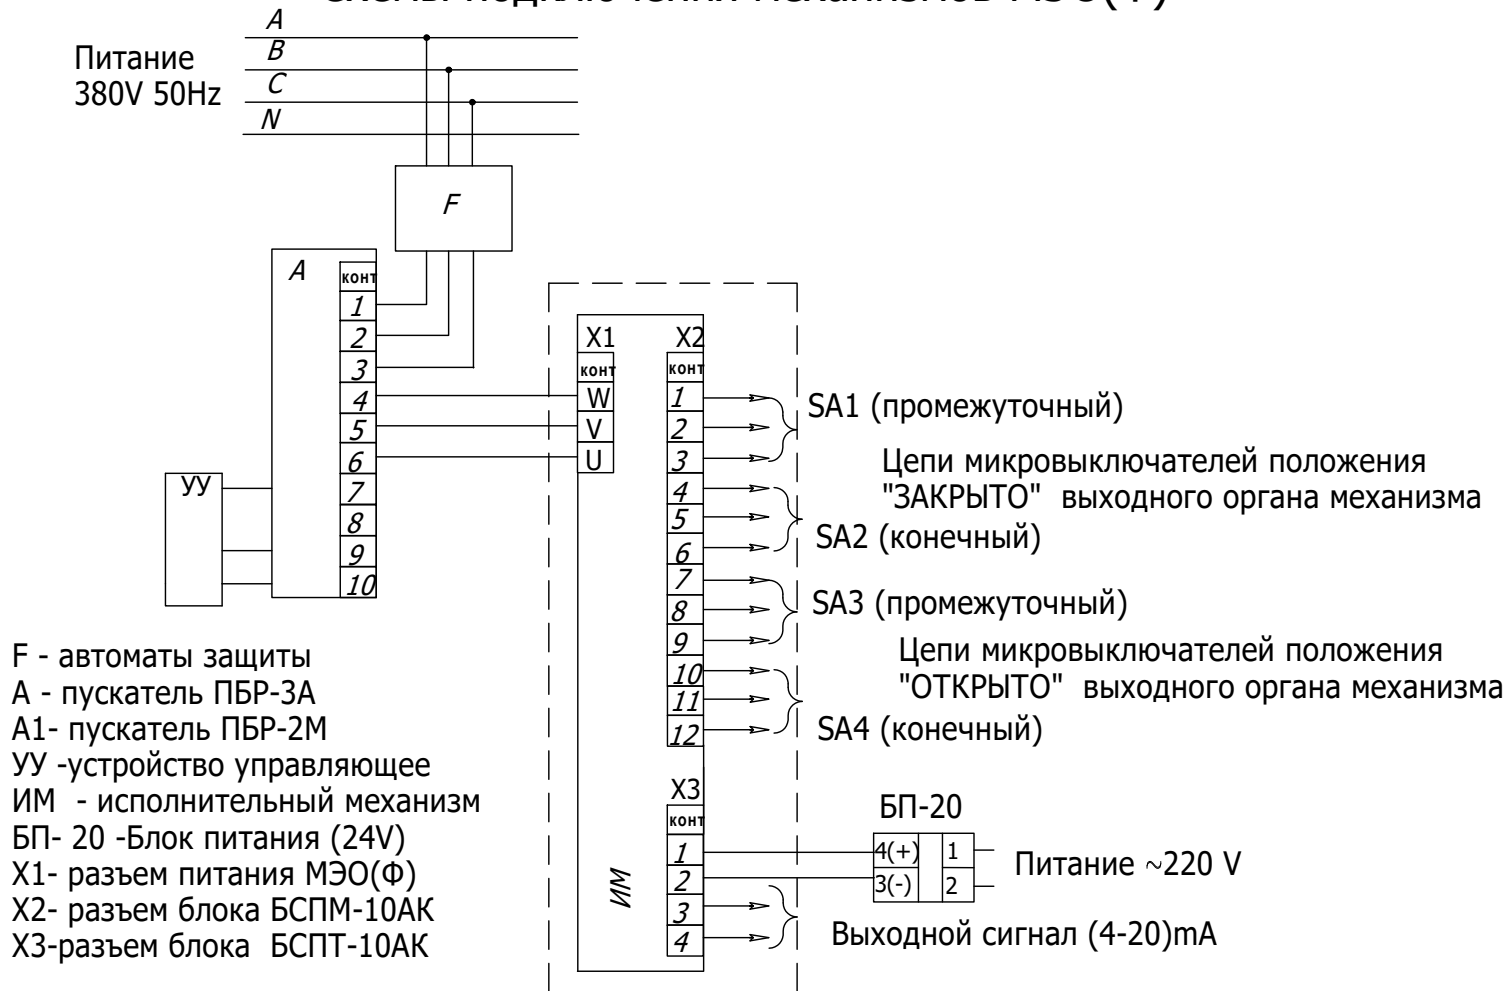 A
Питание
B
380V 50Hz
C
N
F
A
конт
1
2
3
4
5
6
7
8
9
10
УУ
X1
X2
конт
W
V
U
конт
1
2
3
4
5
6
7
8
9
10
11
12
SA1 (промежуточный)
Цепи микровыключателей положения
"ЗАКРЫТО" выходного органа механизма
SA2 (конечный)
SA3 (промежуточный)
Цепи микровыключателей положения
"ОТКРЫТО" выходного органа механизма
SA4 (конечный)
F - автоматы защиты
А - пускатель ПБР-3А
А1- пускатель ПБР-2М
УУ -устройство управляющее
ИМ - исполнительный механизм
БП- 20 -Блок питания (24V)
X1- разъем питания МЭО(Ф)
X2- разъем блока БСПМ-10АК
X3-разъем блока БСПТ-10АК
X3
конт
1
2
3
4
ИМ
БП-20
4(+) 1
3(-) 2
Питание ~220 V
Выходной сигнал (4-20)mA